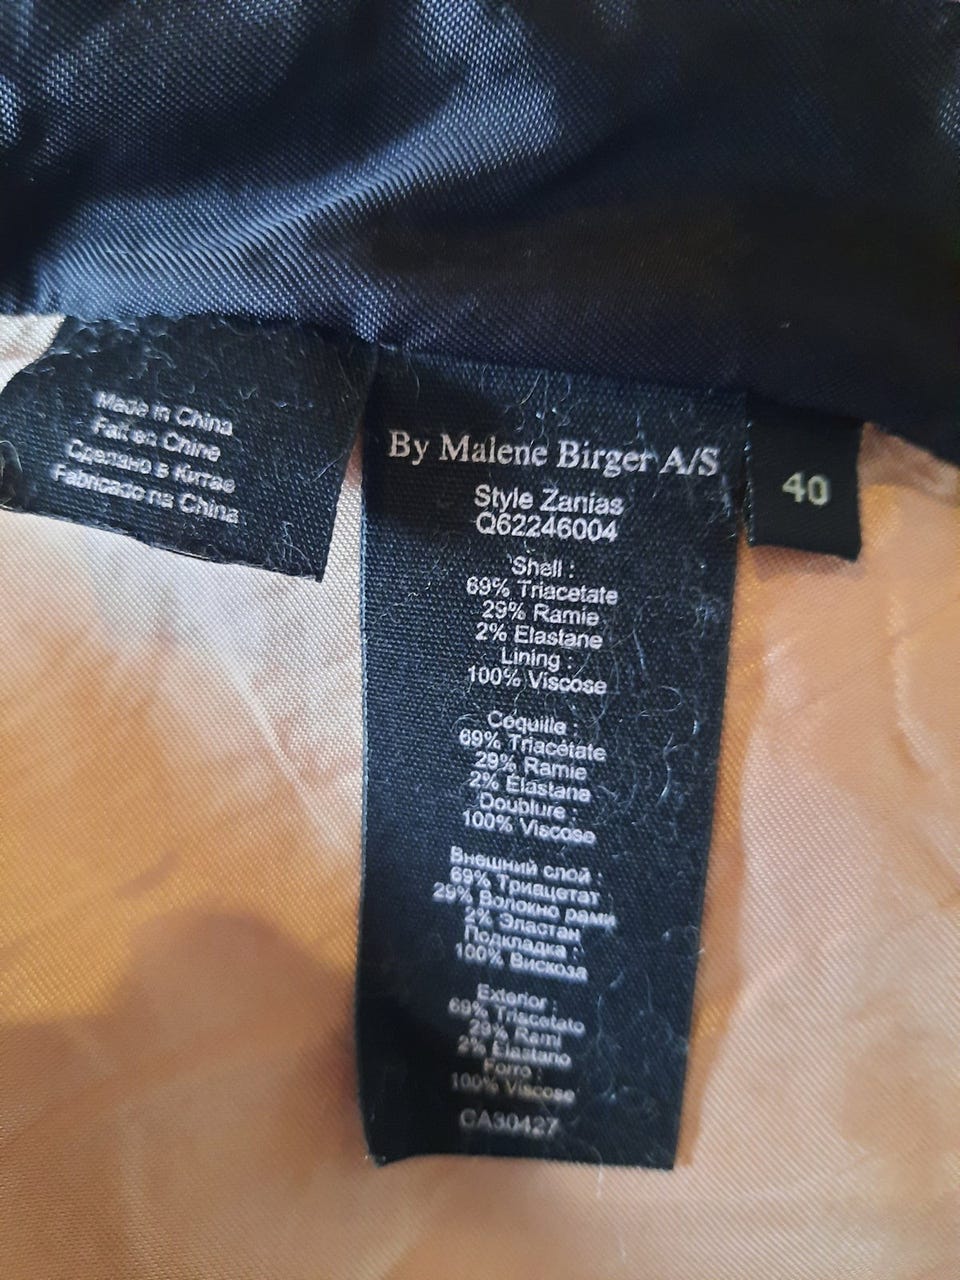 Made in China
Fait en Chine
Сделано в Китае
Fabricado na China
By Malene Birger A/S
Style Zanias
Q62246004
Shell :
69% Triacetate
29% Ramie
2% Elastane
Lining :
100% Viscose
Coquille :
69% Triacétate
29% Ramie
2% Elastane
Doublure :
100% Viscose
Внешний слой :
69% Триацетат
29% Волокно рами
2% Эластан
Подкладка :
100% Вискоза
Exterior :
69% Triacetato
29% Rami
2% Elastano
Forro :
100% Viscose
CA30427
40